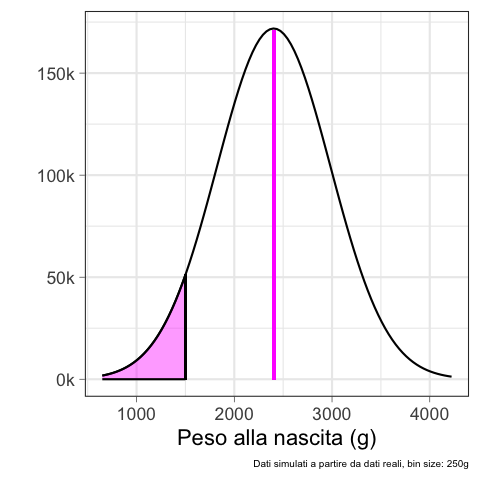 150k
100k
50k
0k
1000 2000 3000 4000
Peso alla nascita (g)
Dati simulati a partire da dati reali, bin size: 250g